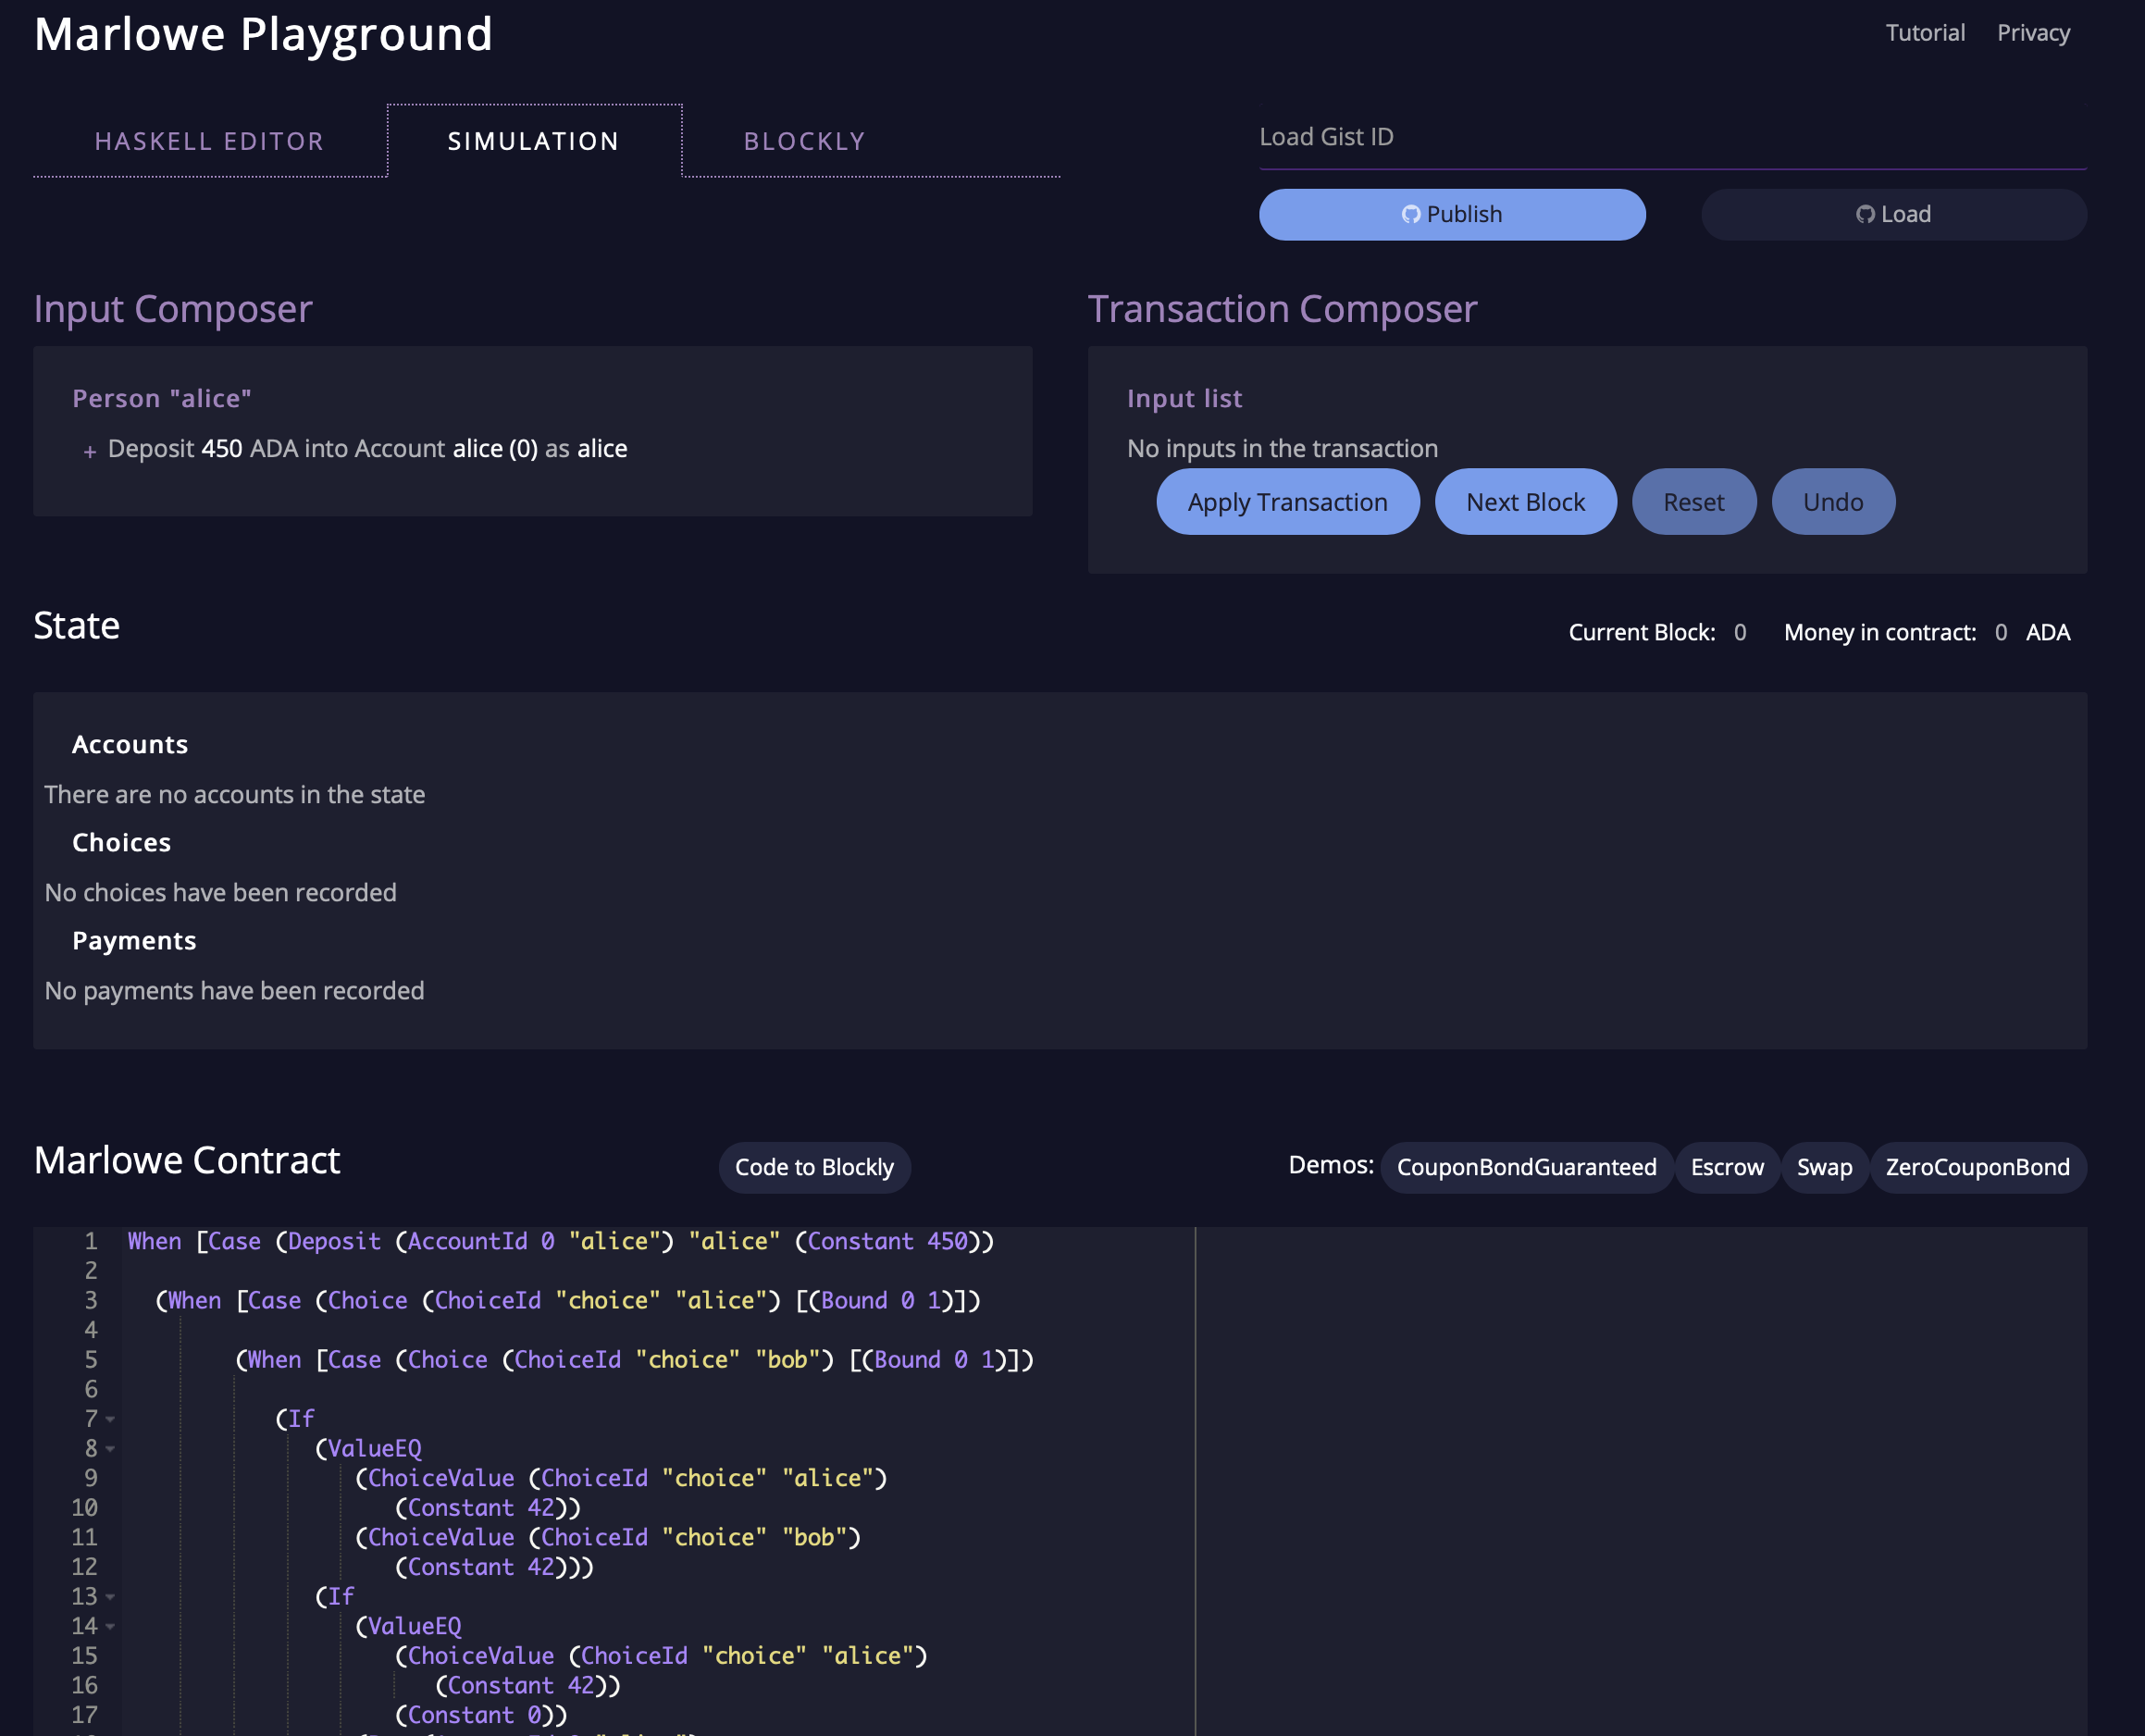 Marlowe Playground
Tutorial Privacy
HASKELL EDITOR SIMULATION BLOCKLY
Load Gist ID
Publish Load
Input Composer
Person "alice"
+ Deposit 450 ADA into Account alice (0) as alice
Transaction Composer
Input list
No inputs in the transaction
Apply Transaction Next Block Reset Undo
State
Current Block: 0 Money in contract: 0 ADA
Accounts
There are no accounts in the state
Choices
No choices have been recorded
Payments
No payments have been recorded
Marlowe Contract
Code to Blockly
Demos: CouponBondGuaranteed Escrow Swap ZeroCouponBond
1 When [Case (Deposit (AccountId 0 "alice") "alice" (Constant 450))
2
3 (When [Case (Choice (ChoiceId "choice" "alice") [(Bound 0 1)])
4
5 (When [Case (Choice (ChoiceId "choice" "bob") [(Bound 0 1)])
6
7 (If
8 (ValueEQ
9 (ChoiceValue (ChoiceId "choice" "alice")
10 (Constant 42))
11 (ChoiceValue (ChoiceId "choice" "bob")
12 (Constant 42)))
13 (If
14 (ValueEQ
15 (ChoiceValue (ChoiceId "choice" "alice")
16 (Constant 42))
17 (Constant 0))